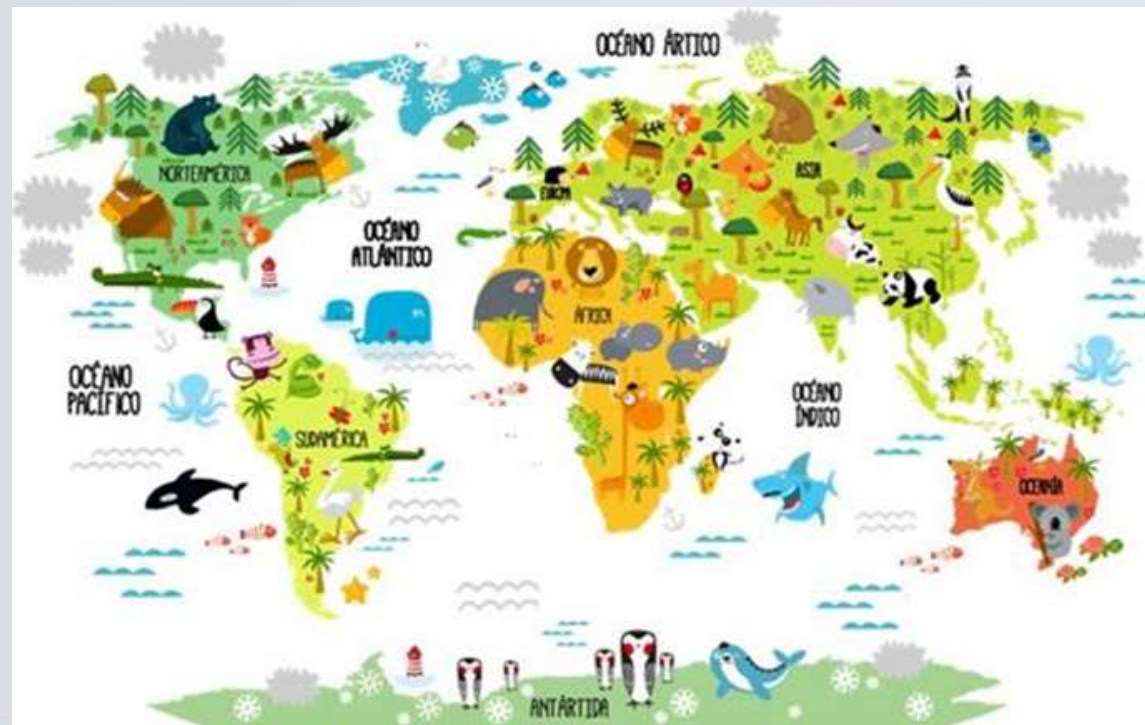 OCÉANO ÁRTICO
NORTEAMÉRICA
EUROPA
ASIA
OCÉANO
ATLÁNTICO
ÁFRICA
OCÉANO
PACÍFICO
OCÉANO
ÍNDICO
SUDAMÉRICA
OCEANÍA
ANTÁRTIDA